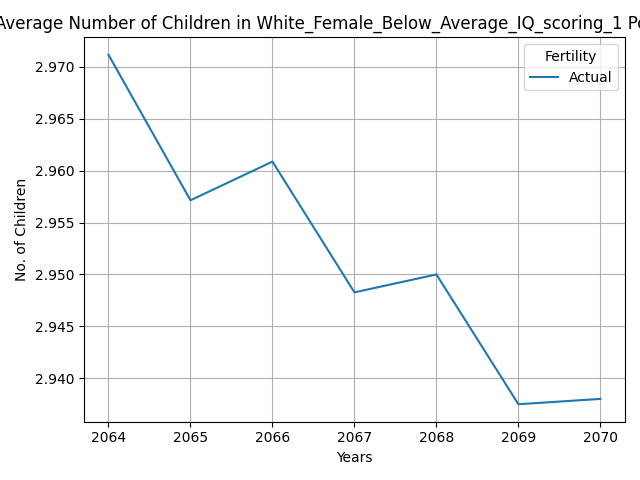 Average Number of Children in White_Female_Below_Average_IQ_scoring_1
Fertility
Actual
2.970
2.965
2.960
2.955
2.950
2.945
2.940
No. of Children
2064 2065 2066 2067 2068 2069 2070
Years